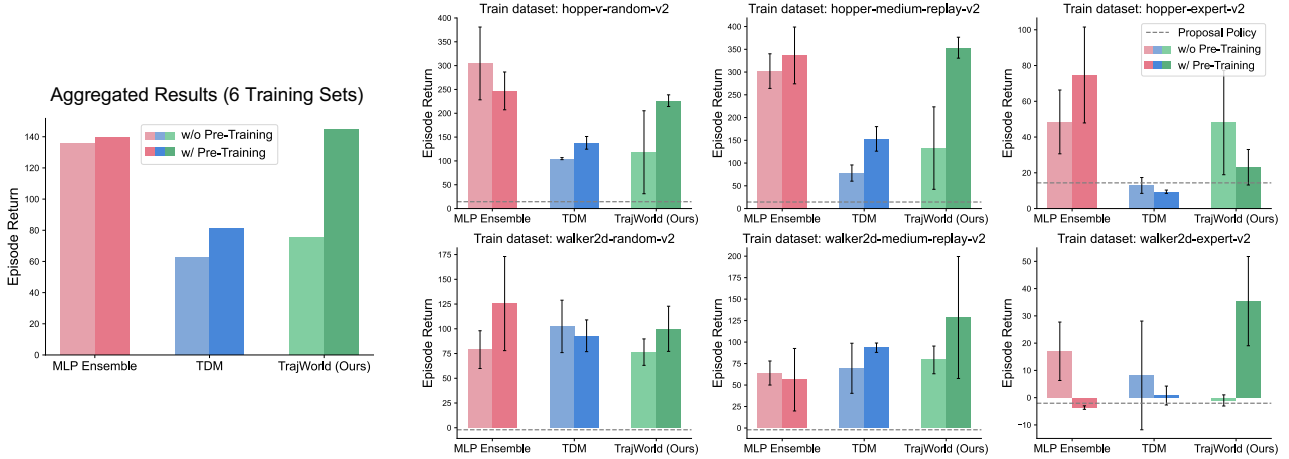 Aggregated Results (6 Training Sets)
Episode Return
140
120
100
80
60
40
20
0
w/o Pre-Training
w/ Pre-Training
MLP Ensemble
TDM
TrajWorld (Ours)
Train dataset: hopper-random-v2
Episode Return
400
350
300
250
200
150
100
50
0
MLP Ensemble
TDM
TrajWorld (Ours)
Train dataset: hopper-medium-replay-v2
Episode Return
400
350
300
250
200
150
100
50
0
MLP Ensemble
TDM
TrajWorld (Ours)
Train dataset: hopper-expert-v2
Episode Return
100
80
60
40
20
0
Proposal Policy
w/o Pre-Training
w/ Pre-Training
MLP Ensemble
TDM
TrajWorld (Ours)
Train dataset: walker2d-random-v2
Episode Return
175
150
125
100
75
50
25
0
MLP Ensemble
TDM
TrajWorld (Ours)
Train dataset: walker2d-medium-replay-v2
Episode Return
200
175
150
125
100
75
50
25
0
MLP Ensemble
TDM
TrajWorld (Ours)
Train dataset: walker2d-expert-v2
Episode Return
50
40
30
20
10
0
−10
MLP Ensemble
TDM
TrajWorld (Ours)